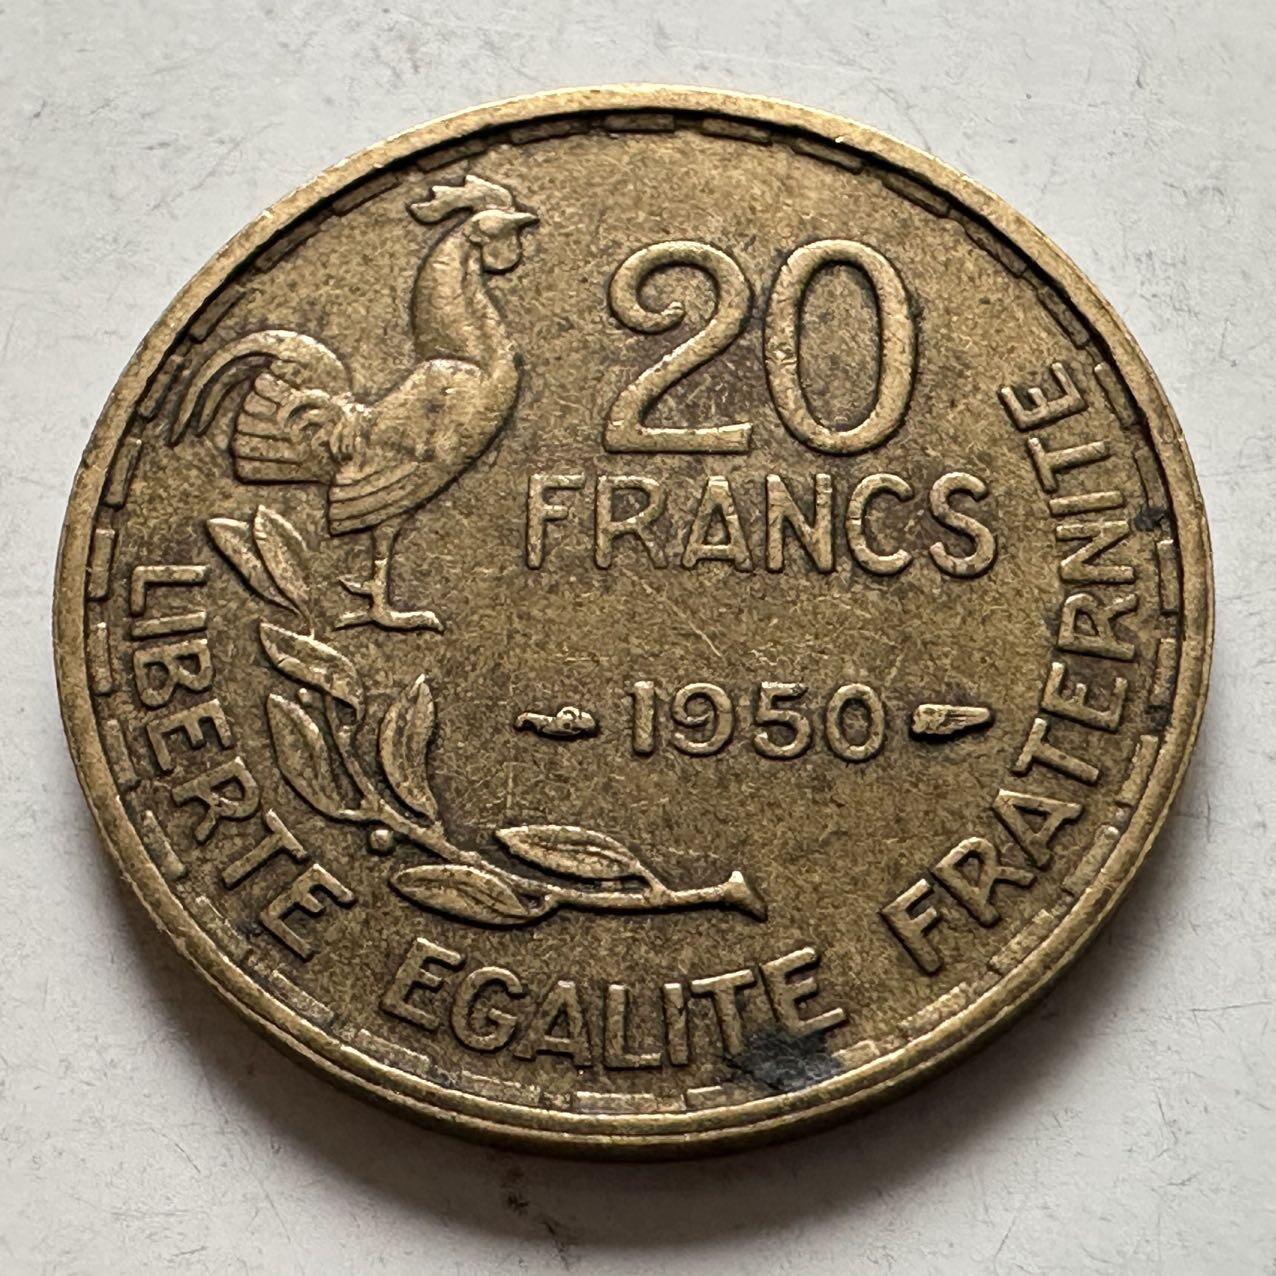 20
FRANCS
1950
LIBERTE EGALITE FRATERNITE